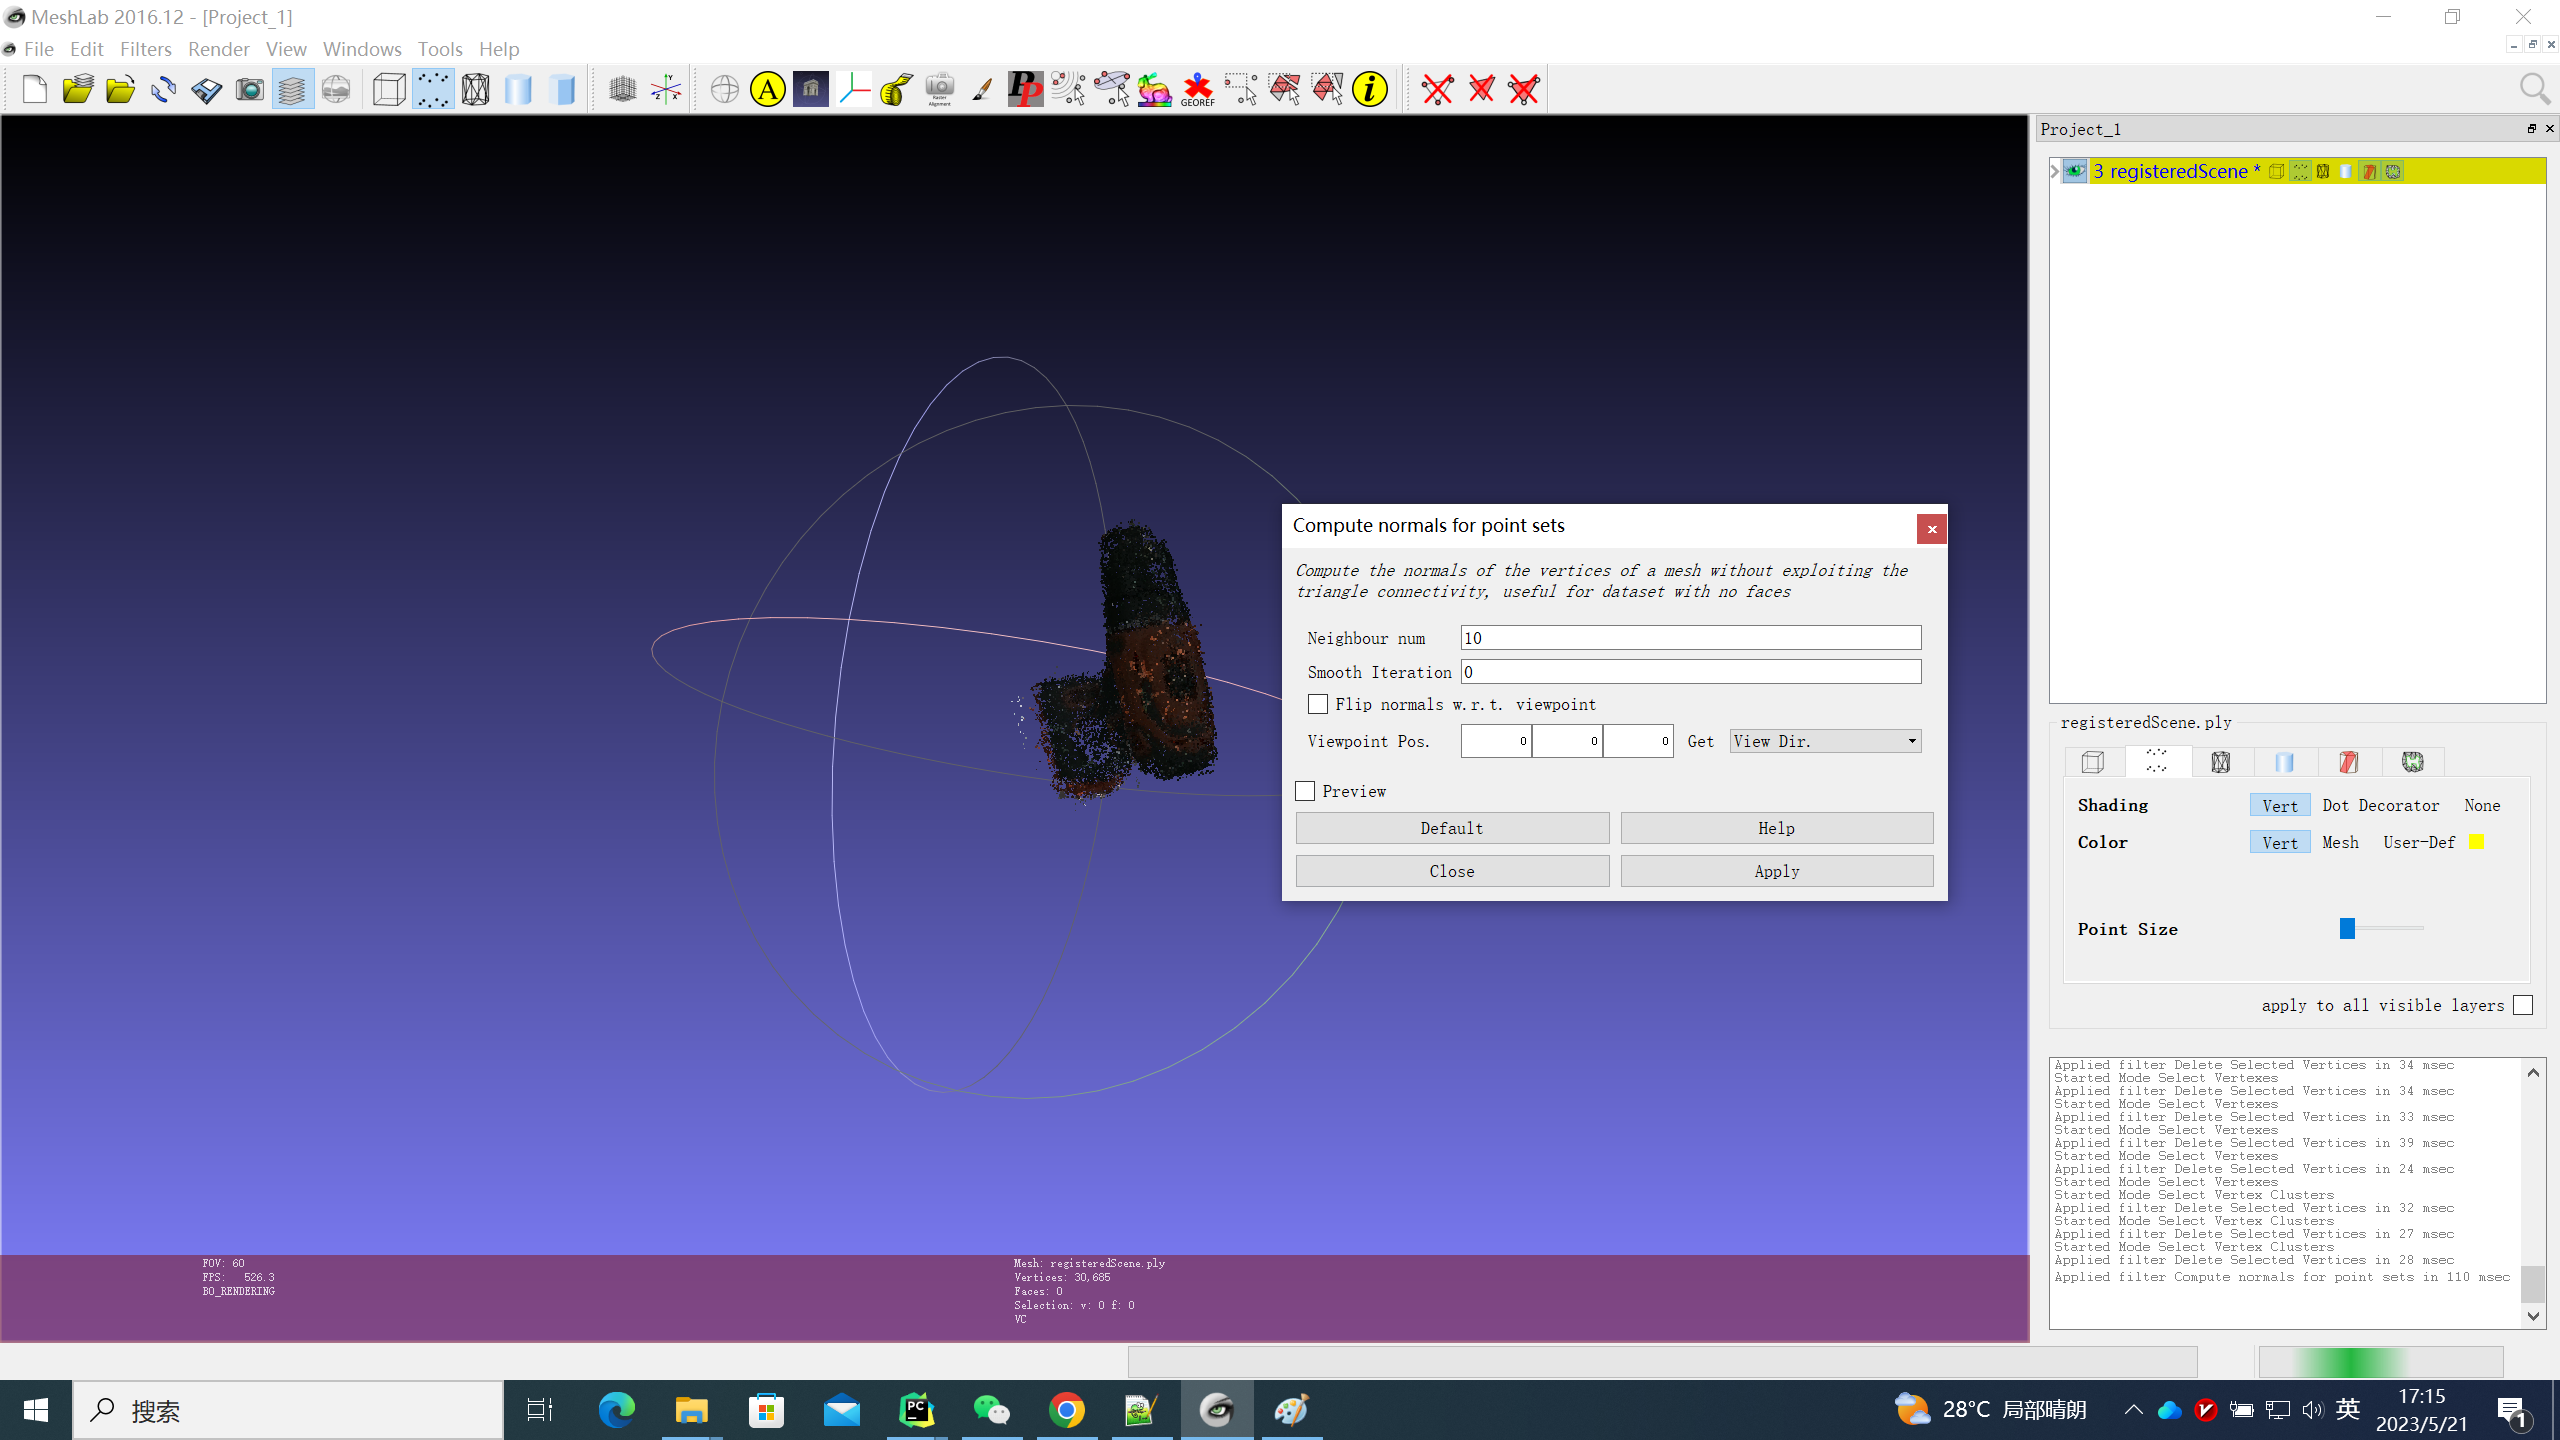 MeshLab 2016.12 - [Project_1]
File Edit Filters Render View Windows Tools Help
A
Raster Alignment
PP
GEOREF
i
Project_1
3 registeredScene *
Compute normals for point sets
Compute the normals of the vertices of a mesh without exploiting the
triangle connectivity, useful for dataset with no faces
Neighbour num 10
Smooth Iteration 0
Flip normals w.r.t. viewpoint
Viewpoint Pos. 0 0 0 Get View Dir.
Preview
Default Help
Close Apply
registeredScene.ply
Shading Vert Dot Decorator None
Color Vert Mesh User-Def
Point Size
apply to all visible layers
Applied filter Delete Selected Vertices in 34 msec
Started Mode Select Vertexes
Applied filter Delete Selected Vertices in 34 msec
Started Mode Select Vertexes
Applied filter Delete Selected Vertices in 33 msec
Started Mode Select Vertexes
Applied filter Delete Selected Vertices in 39 msec
Started Mode Select Vertexes
Applied filter Delete Selected Vertices in 24 msec
Started Mode Select Vertexes
Started Mode Select Vertex Clusters
Applied filter Delete Selected Vertices in 32 msec
Started Mode Select Vertex Clusters
Applied filter Delete Selected Vertices in 27 msec
Started Mode Select Vertex Clusters
Applied filter Delete Selected Vertices in 28 msec
Applied filter Compute normals for point sets in 110 msec
FOV: 60
FPS: 526.3
BO_RENDERING
Mesh: registeredScene.ply
Vertices: 30,685
Faces: 0
Selection: v: 0 f: 0
VC
搜索
PC
28°C 局部晴朗
英
17:15
2023/5/21
1